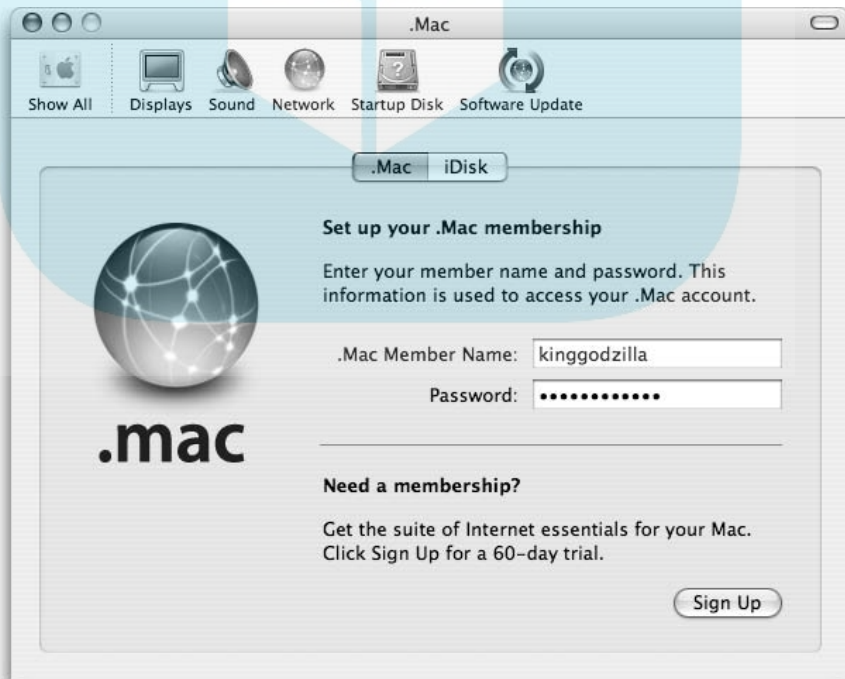 .Mac
Show All Displays Sound Network Startup Disk Software Update
.Mac iDisk
Set up your .Mac membership
Enter your member name and password. This
information is used to access your .Mac account.
.Mac Member Name: kinggodzilla
Password: ••••••••••••
.mac
Need a membership?
Get the suite of Internet essentials for your Mac.
Click Sign Up for a 60-day trial.
Sign Up